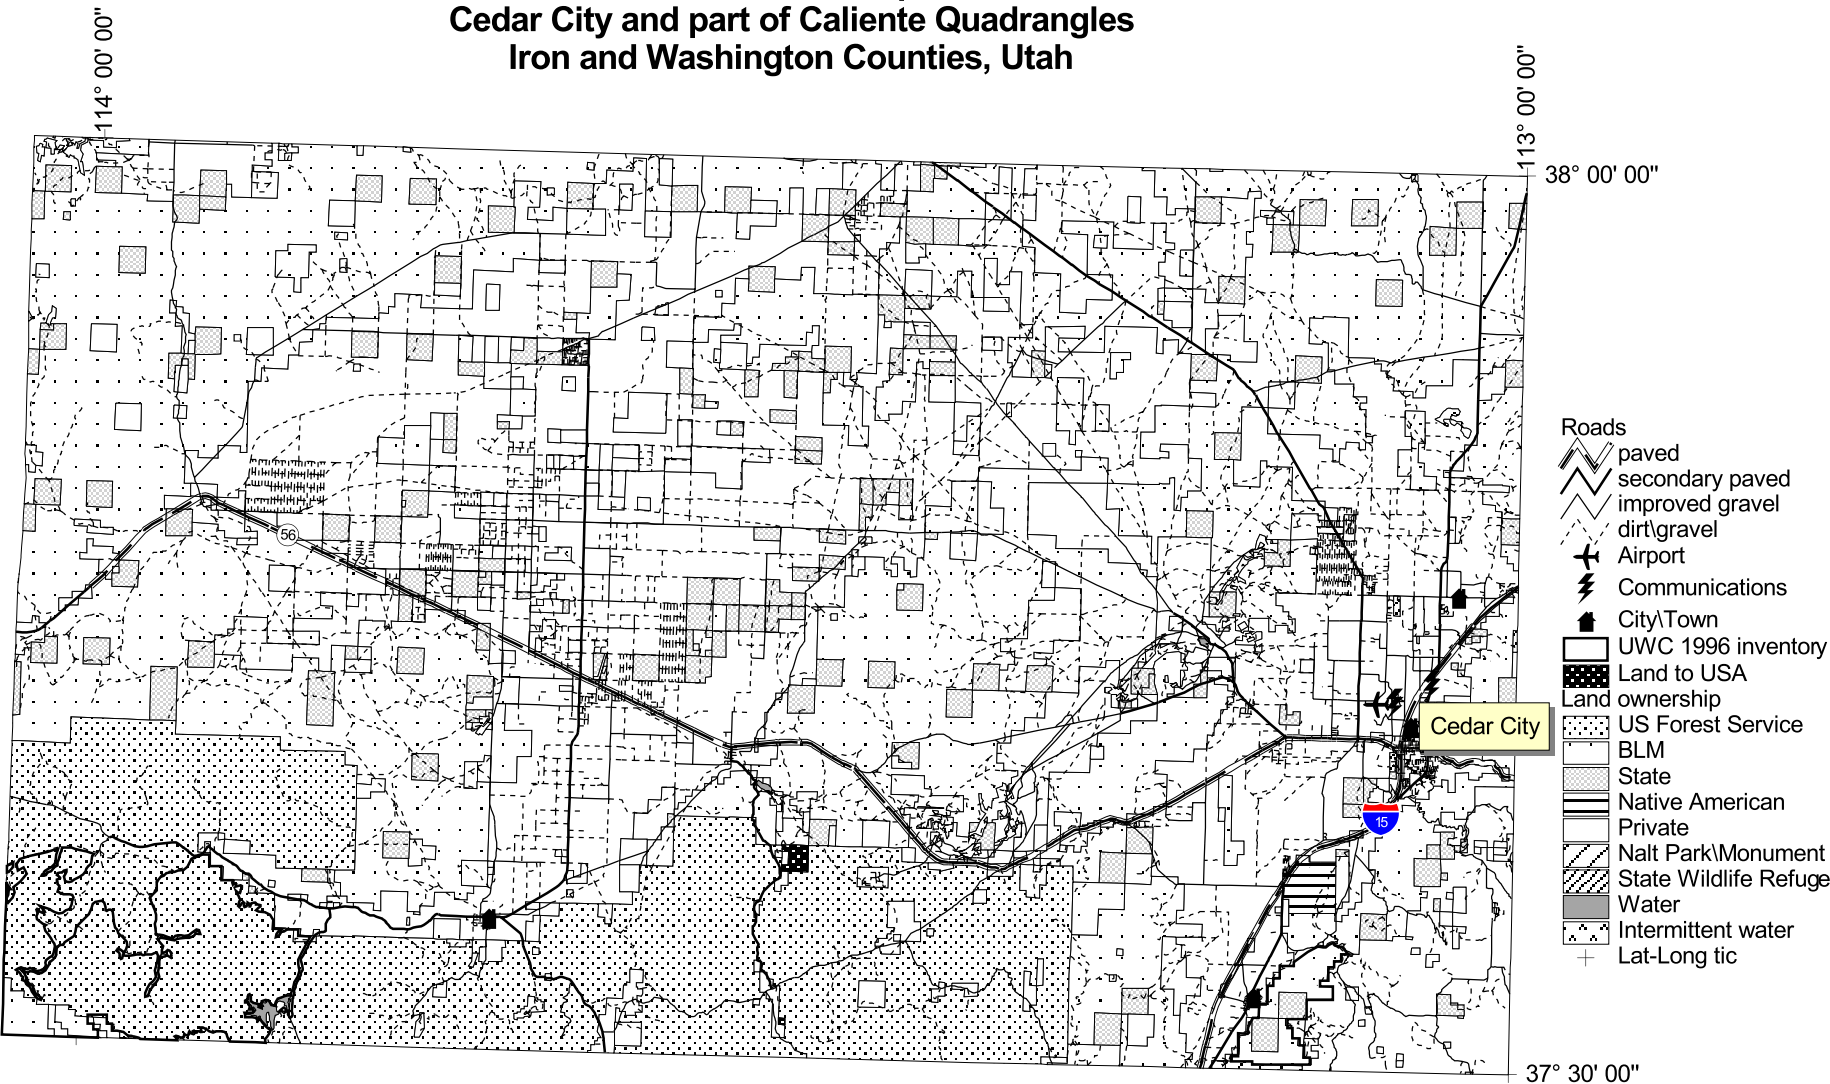 Cedar City and part of Caliente Quadrangles
Iron and Washington Counties, Utah
114° 00' 00"
113° 00' 00"
38° 00' 00"
56
Cedar City
15
Roads
paved
secondary paved
improved gravel
dirt\gravel
Airport
Communications
City\Town
UWC 1996 inventory
Land to USA
Land ownership
US Forest Service
BLM
State
Native American
Private
Nalt Park\Monument
State Wildlife Refuge
Water
Intermittent water
Lat-Long tic
37° 30' 00"